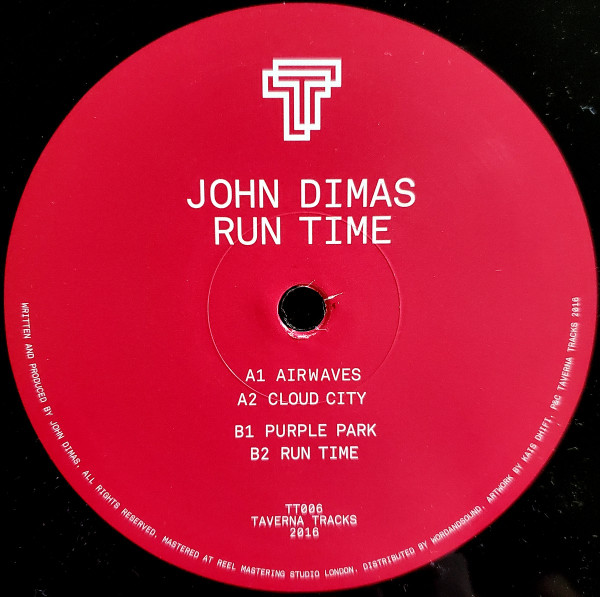 JOHN DIMAS
RUN TIME
A1 AIRWAVES
A2 CLOUD CITY
B1 PURPLE PARK
B2 RUN TIME
TT006
TAVERNA TRACKS
2016
WRITTEN AND PRODUCED BY JOHN DIMAS. ALL RIGHTS RESERVED. MASTERED AT REEL MASTERING STUDIO LONDON. DISTRIBUTED BY WORDANDSOUND. ARTWORK BY KAIS DHIFI. P&C TAVERNA TRACKS 2016